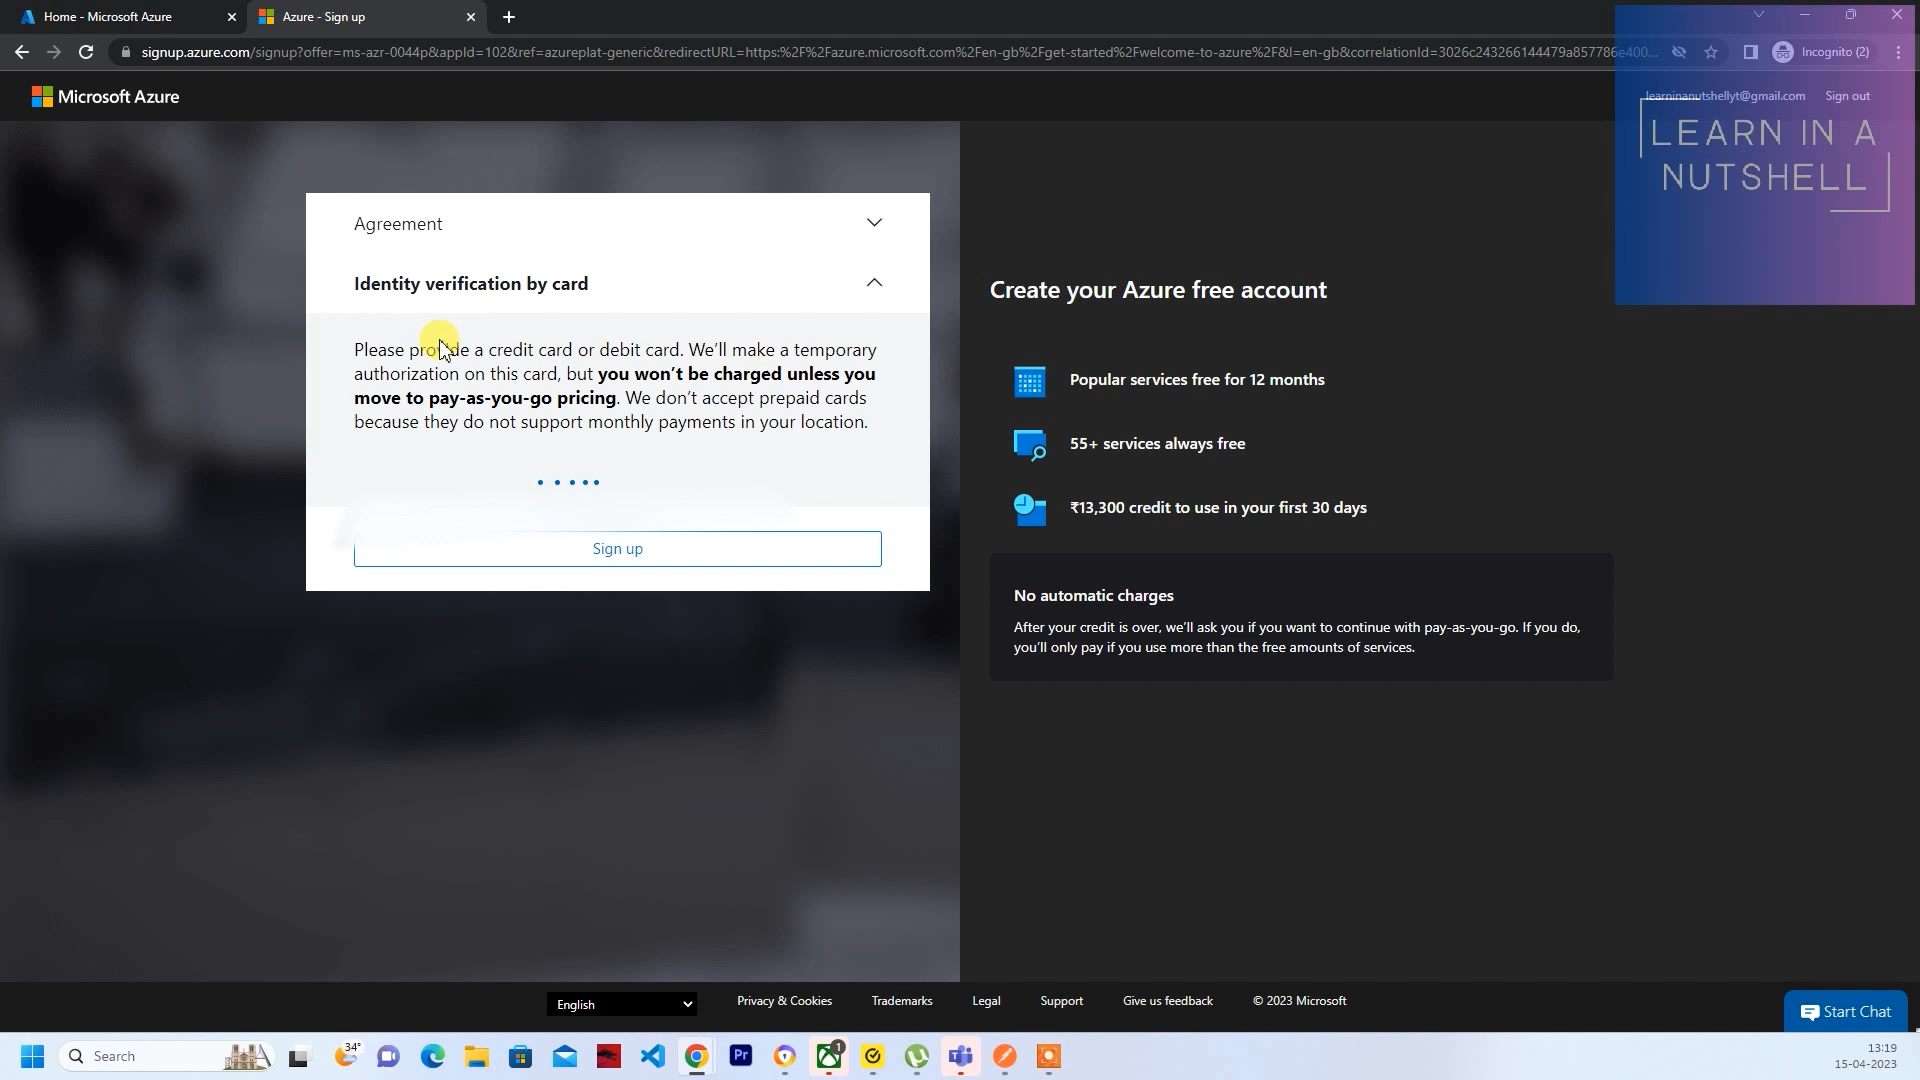 Home - Microsoft Azure
Azure - Sign up
signup.azure.com/signup?offer=ms-azr-0044p&appId=102&ref=azureplat-generic&redirectURL=https:%2F%2Fazure.microsoft.com%2Fen-gb%2Fget-started%2Fwelcome-to-azure%2F&l=en-gb&correlationId=3026c243266144479a857786e400...
Incognito (2)
Microsoft Azure
learninanutshellyt@gmail.com Sign out
LEARN IN A
NUTSHELL
Agreement
Identity verification by card
Please provide a credit card or debit card. We'll make a temporary
authorization on this card, but you won't be charged unless you
move to pay-as-you-go pricing. We don't accept prepaid cards
because they do not support monthly payments in your location.
Sign up
Create your Azure free account
Popular services free for 12 months
55+ services always free
₹13,300 credit to use in your first 30 days
No automatic charges
After your credit is over, we'll ask you if you want to continue with pay-as-you-go. If you do,
you'll only pay if you use more than the free amounts of services.
English
Privacy & Cookies
Trademarks
Legal
Support
Give us feedback
© 2023 Microsoft
Start Chat
Search
34°
Pr
1
13:19
15-04-2023